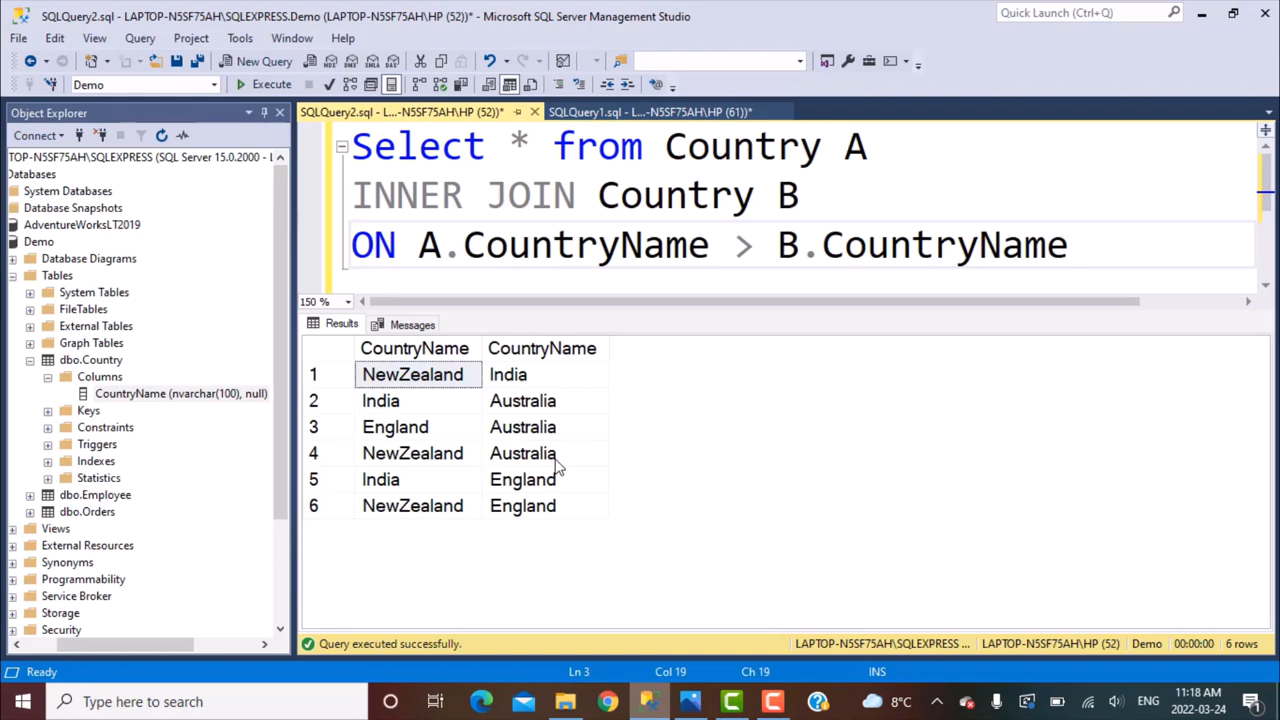 SQLQuery2.sql - LAPTOP-N5SF75AH\SQLEXPRESS.Demo (LAPTOP-N5SF75AH\HP (52))* - Microsoft SQL Server Management Studio
Quick Launch (Ctrl+Q)
File Edit View Query Project Tools Window Help
New Query
MDX DMX XMLA DAX
Demo
Execute
Object Explorer
SQLQuery2.sql - L...-N5SF75AH\HP (52))*
SQLQuery1.sql - L...-N5SF75AH\HP (61))*
Connect
TOP-N5SF75AH\SQLEXPRESS (SQL Server 15.0.2000 - L
Databases
System Databases
Database Snapshots
AdventureWorksLT2019
Demo
Database Diagrams
Tables
System Tables
FileTables
External Tables
Graph Tables
dbo.Country
Columns
CountryName (nvarchar(100), null)
Keys
Constraints
Triggers
Indexes
Statistics
dbo.Employee
dbo.Orders
Views
External Resources
Synonyms
Programmability
Service Broker
Storage
Security
Select * from Country A
INNER JOIN Country B
ON A.CountryName > B.CountryName
150 %
Results Messages
CountryName CountryName
1 NewZealand India
2 India Australia
3 England Australia
4 NewZealand Australia
5 India England
6 NewZealand England
Query executed successfully.
LAPTOP-N5SF75AH\SQLEXPRESS ... LAPTOP-N5SF75AH\HP (52) Demo 00:00:00 6 rows
Ready Ln 3 Col 19 Ch 19 INS
Type here to search
8°C
ENG
11:18 AM
2022-03-24
1